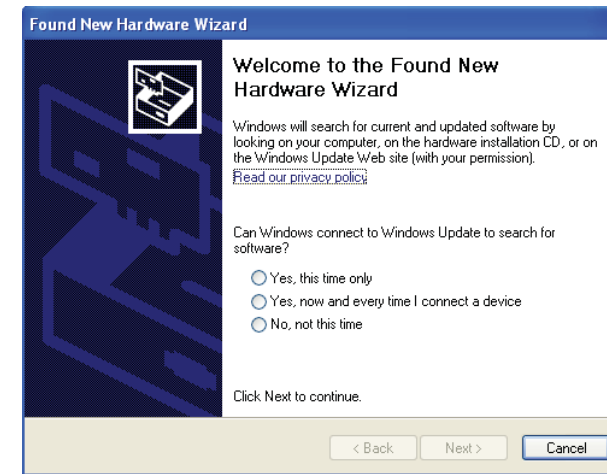 Found New Hardware Wizard
Welcome to the Found New
Hardware Wizard
Windows will search for current and updated software by
looking on your computer, on the hardware installation CD, or on
the Windows Update Web site (with your permission).
Read our privacy policy
Can Windows connect to Windows Update to search for
software?
Yes, this time only
Yes, now and every time I connect a device
No, not this time
Click Next to continue.
< Back Next > Cancel